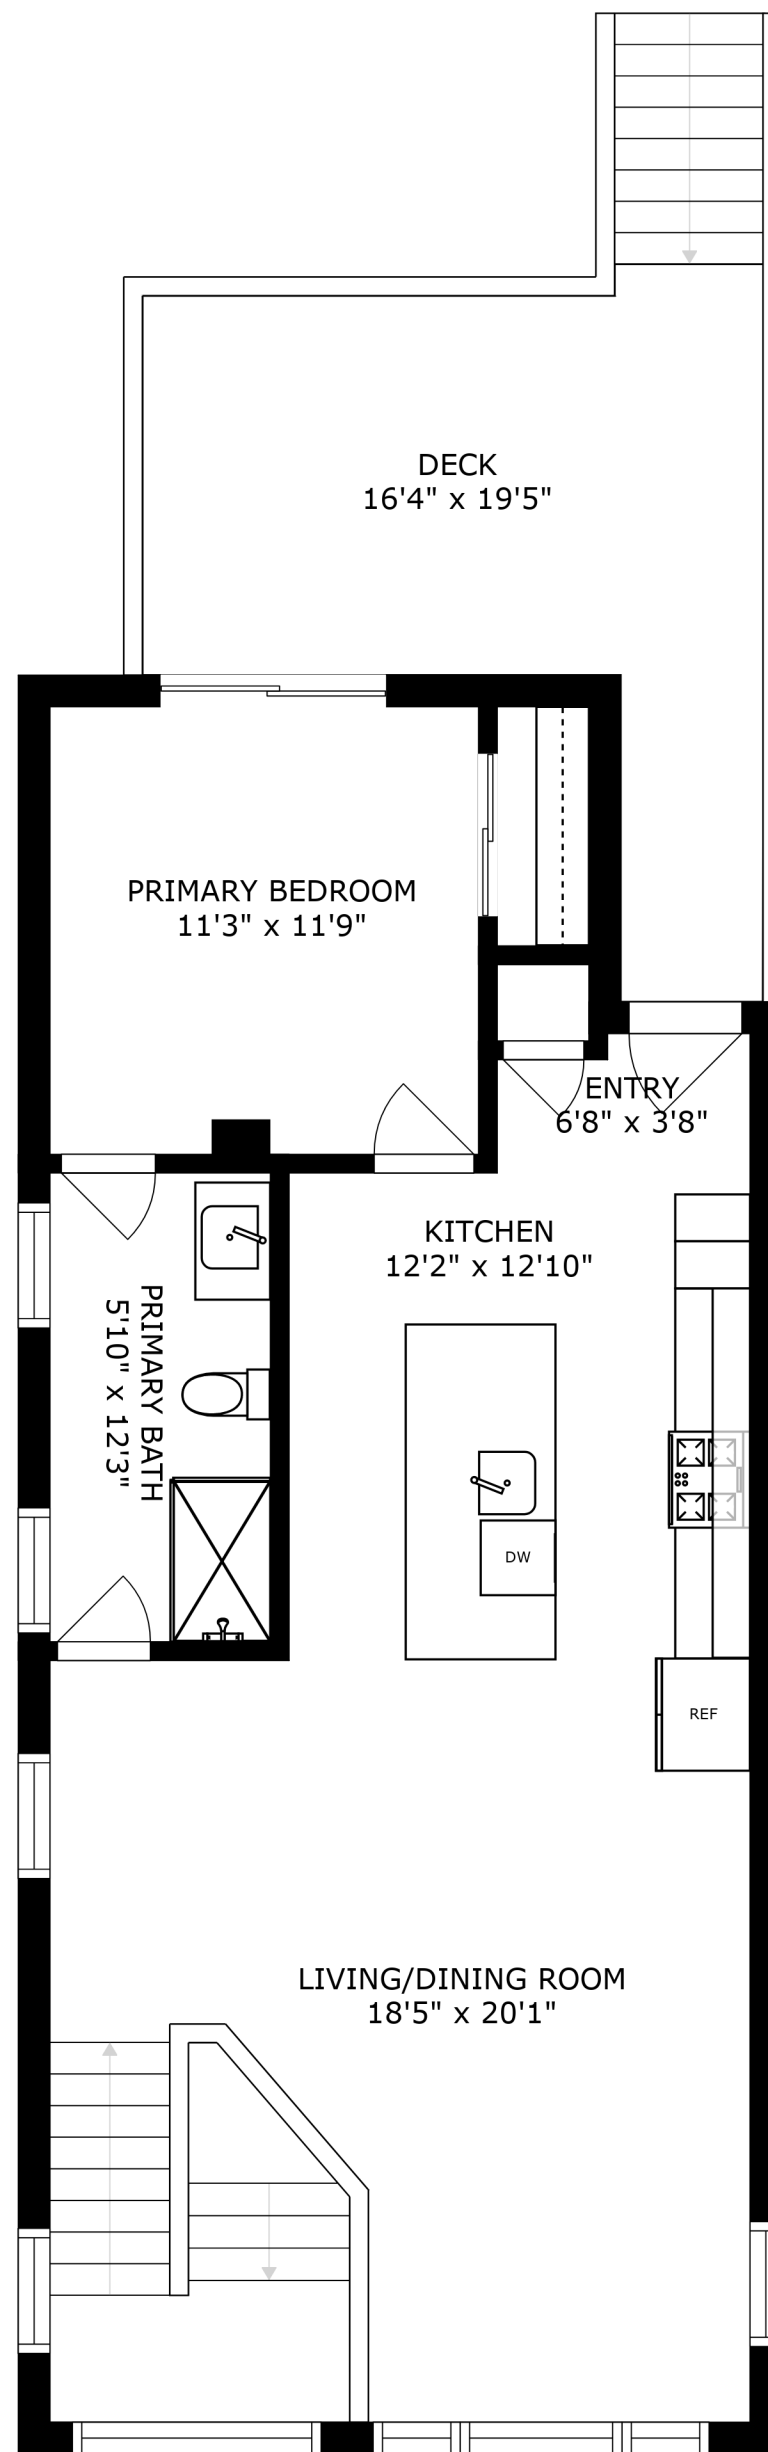 DECK
16'4" x 19'5"
PRIMARY BEDROOM
11'3" x 11'9"
ENTRY
6'8" x 3'8"
KITCHEN
12'2" x 12'10"
PRIMARY BATH
5'10" x 12'3"
DW
REF
LIVING/DINING ROOM
18'5" x 20'1"